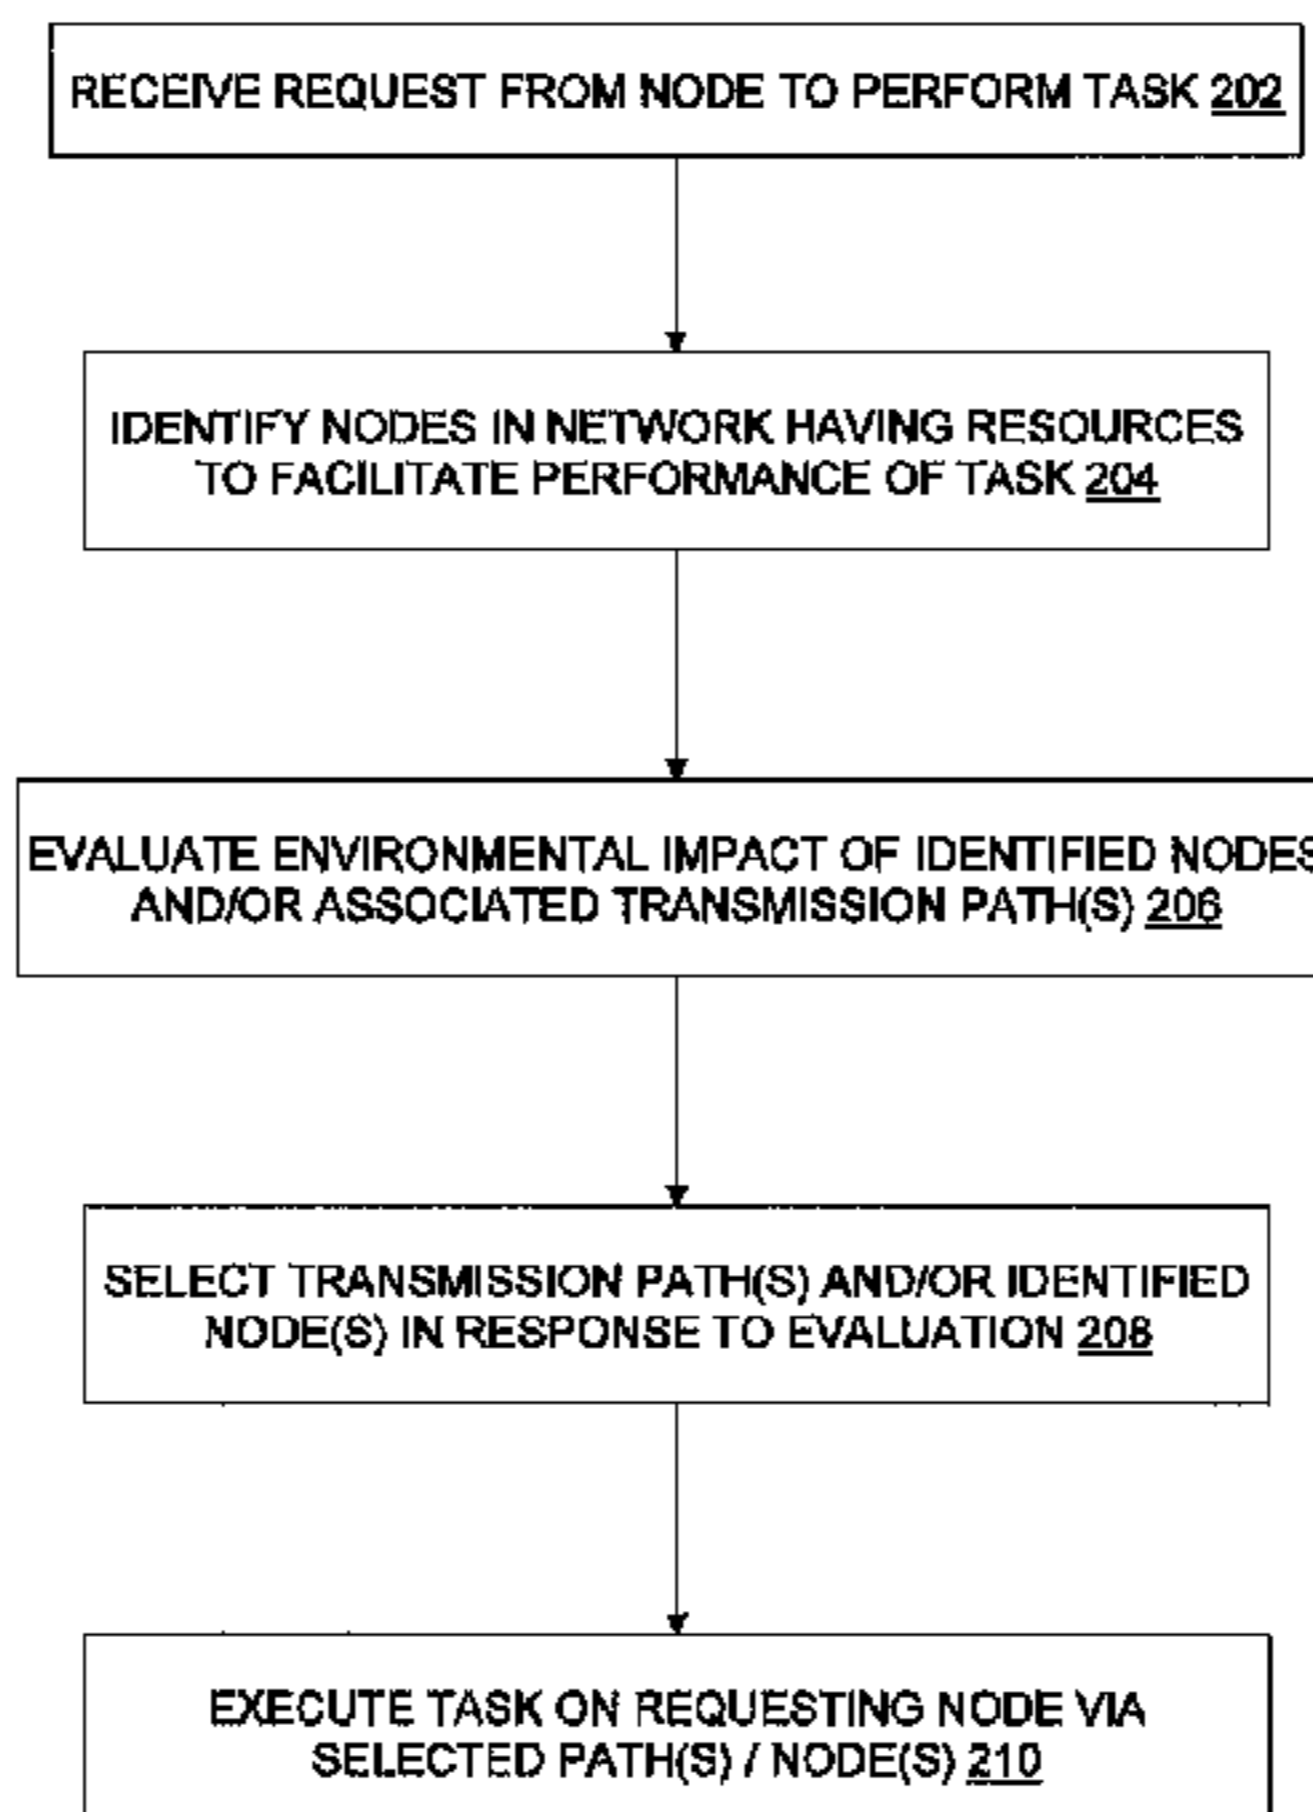 RECEIVE REQUEST FROM NODE TO PERFORM TASK 202
IDENTIFY NODES IN NETWORK HAVING RESOURCES
TO FACILITATE PERFORMANCE OF TASK 204
EVALUATE ENVIRONMENTAL IMPACT OF IDENTIFIED NODES
AND/OR ASSOCIATED TRANSMISSION PATH(S) 206
SELECT TRANSMISSION PATH(S) AND/OR IDENTIFIED
NODE(S) IN RESPONSE TO EVALUATION 208
EXECUTE TASK ON REQUESTING NODE VIA
SELECTED PATH(S) / NODE(S) 210